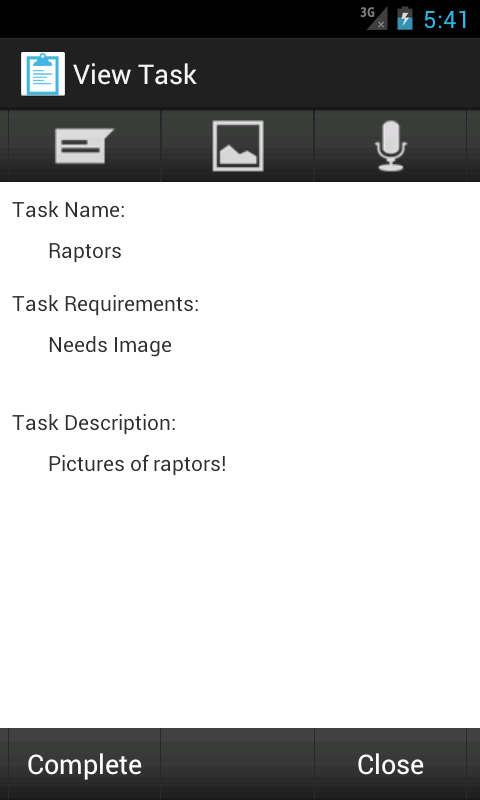 3G 5:41
View Task
Task Name:
Raptors
Task Requirements:
Needs Image
Task Description:
Pictures of raptors!
Complete Close